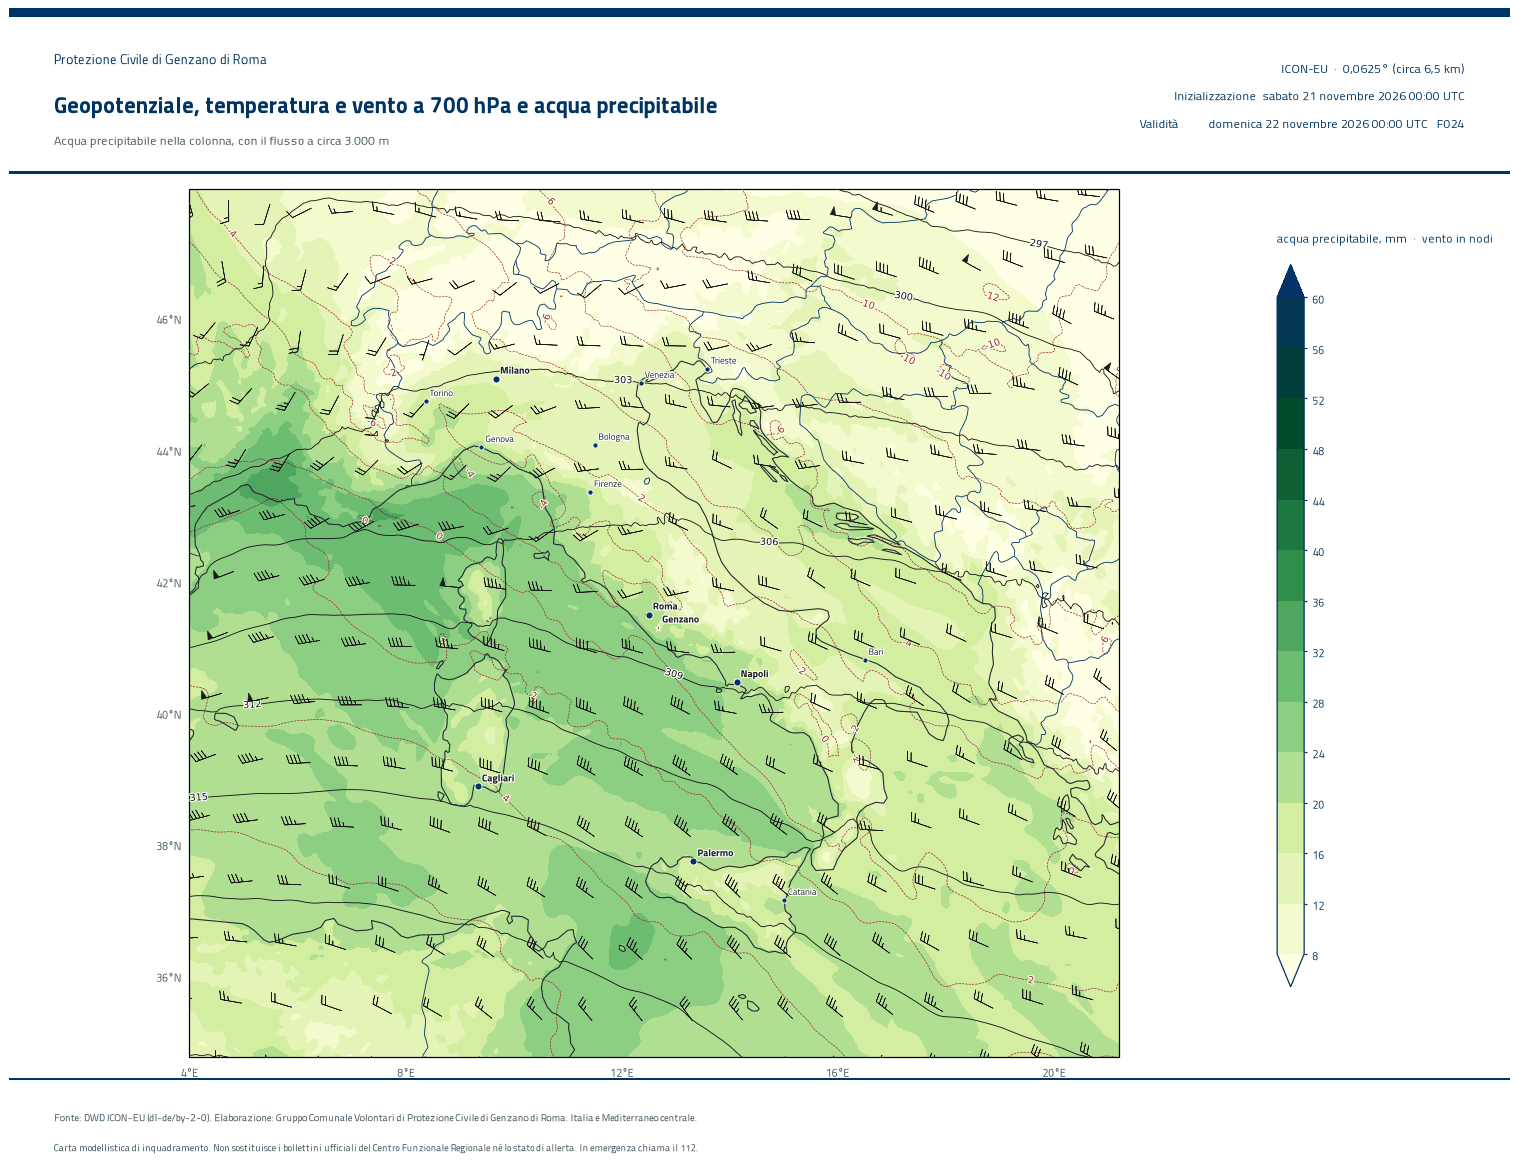 Protezione Civile di Genzano di Roma
Geopotenziale, temperatura e vento a 700 hPa e acqua precipitabile
Acqua precipitabile nella colonna, con il flusso a circa 3.000 m
ICON-EU · 0,0625° (circa 6,5 km)
Inizializzazione sabato 21 novembre 2026 00:00 UTC
Validità domenica 22 novembre 2026 00:00 UTC F024
acqua precipitabile, mm · vento in nodi
60
56
52
48
44
40
36
32
28
24
20
16
12
8
46°N
44°N
42°N
40°N
38°N
36°N
4°E
8°E
12°E
16°E
20°E
297
300
303
306
309
312
315
Milano
Torino
Venezia
Trieste
Genova
Bologna
Firenze
Roma
Genzano
Napoli
Bari
Cagliari
Palermo
Catania
-10
-12
-10
-10
-10
Fonte: DWD ICON-EU (dl-de/by-2-0). Elaborazione: Gruppo Comunale Volontari di Protezione Civile di Genzano di Roma. Italia e Mediterraneo centrale.
Carta modellistica di inquadramento. Non sostituisce i bollettini ufficiali del Centro Funzionale Regionale né lo stato di allerta. In emergenza chiama il 112.